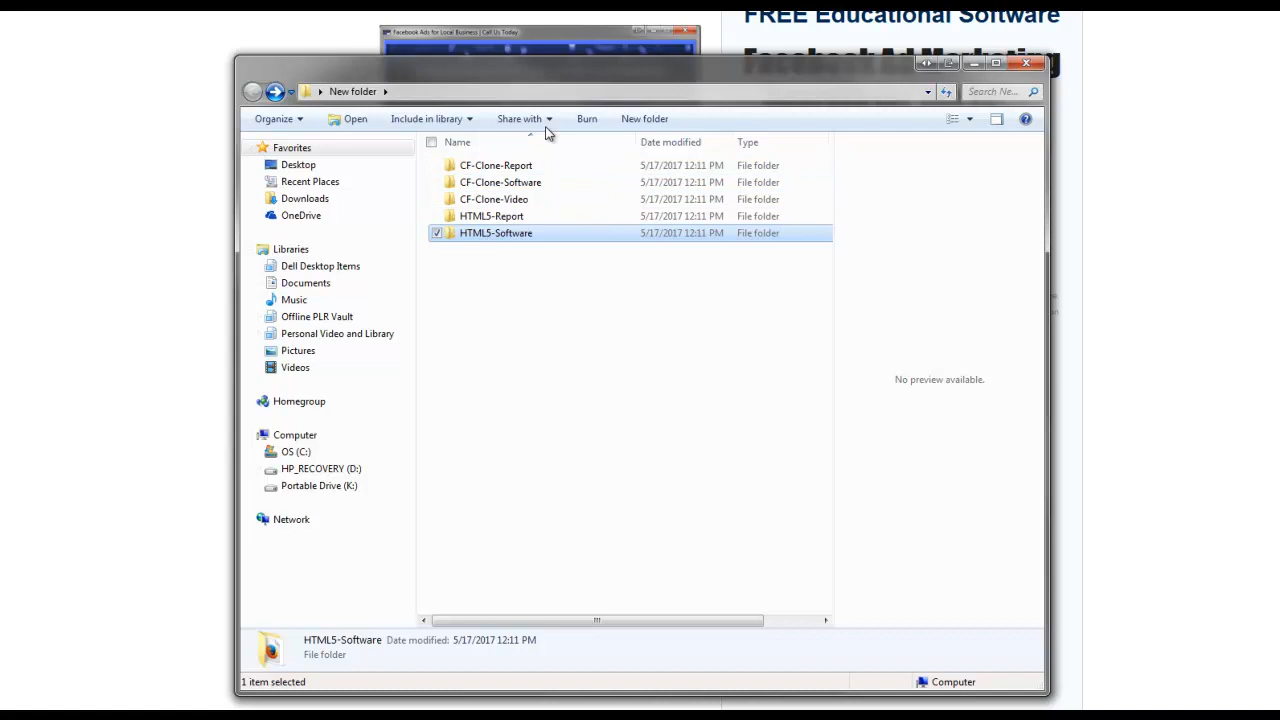 FREE Educational Software
Facebook Ads for Local Business | Call Us Today
Facebook Ad Marketing
New folder
Search Ne...
Organize
Open
Include in library
Share with
Burn
New folder
Name
Date modified
Type
Favorites
Desktop
Recent Places
Downloads
OneDrive
Libraries
Dell Desktop Items
Documents
Music
Offline PLR Vault
Personal Video and Library
Pictures
Videos
Homegroup
Computer
OS (C:)
HP_RECOVERY (D:)
Portable Drive (K:)
Network
CF-Clone-Report 5/17/2017 12:11 PM File folder
CF-Clone-Software 5/17/2017 12:11 PM File folder
CF-Clone-Video 5/17/2017 12:11 PM File folder
HTML5-Report 5/17/2017 12:11 PM File folder
HTML5-Software 5/17/2017 12:11 PM File folder
No preview available.
HTML5-Software Date modified: 5/17/2017 12:11 PM
File folder
1 item selected
Computer